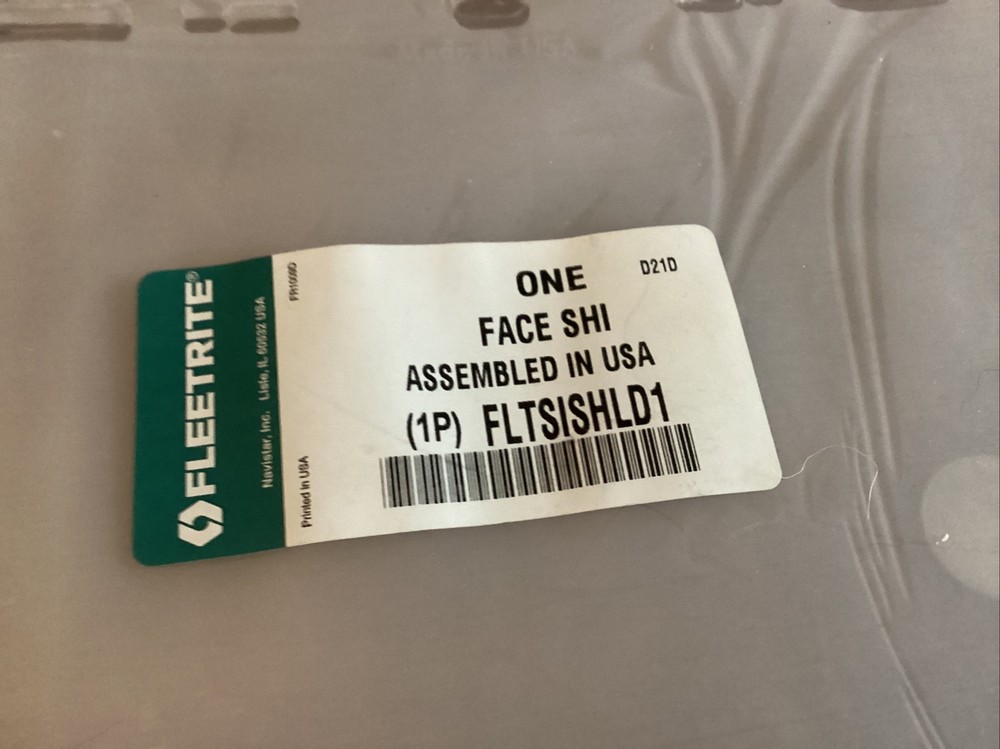 FLEETRITE®
Navistar, Inc. Lisle, IL 60532 USA
Printed in USA
ONE
D21D
FACE SHI
ASSEMBLED IN USA
(1P) FLTSISHLD1